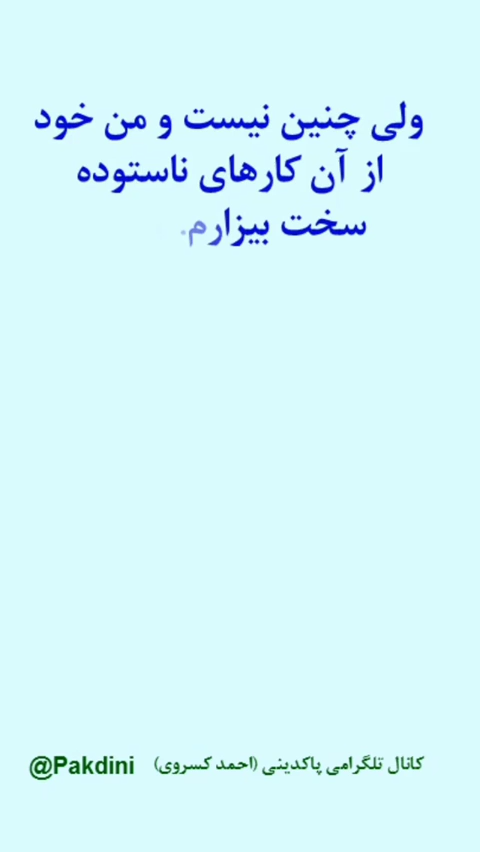 ولی چنین نیست و من خود
از آن کارهای ناستوده
سخت بیزارم.
کانال تلگرامی پاکدینی (احمد کسروی) @Pakdini